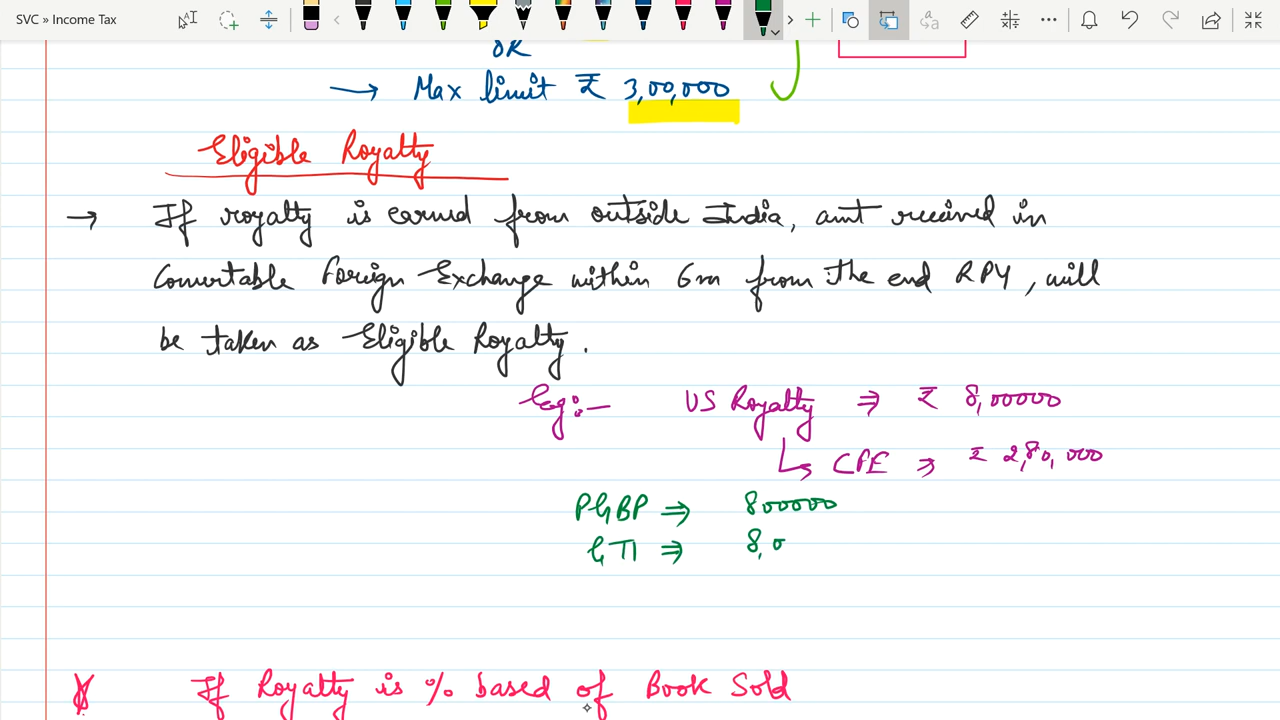 SVC » Income Tax
OR
→ Max limit ₹ 3,00,000
Eligible Royalty
→ If royalty is earned from outside India, amt received in
Convertable Foreign Exchange within 6m from the end RPY, will
be taken as Eligible Royalty.
Eg:- US Royalty ⇒ ₹ 8,00000
↳ CFE ⇒ ₹ 2,80,000
PGBP ⇒ 800000
GTI ⇒ 8,0
If Royalty is % based of Book Sold